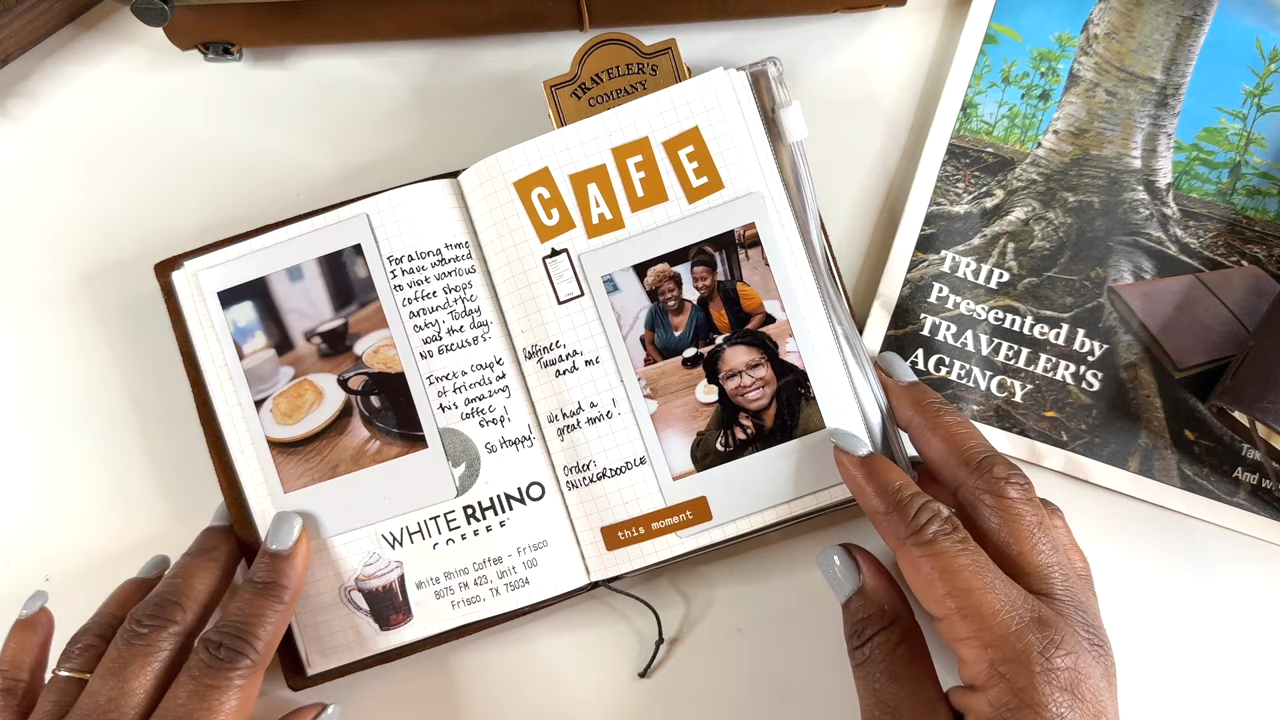 TRAVELER'S
COMPANY
For a long time
I have wanted
to visit various
coffee shops
around the
city. Today
was the day.
NO EXCUSES.
I met a couple
of friends at
this amazing
coffee
shop!
So Happy!
WHITE RHINO
COFFEE
White Rhino Coffee - Frisco
8075 FM 423, Unit 100
Frisco, TX 75034
CAFE
Raffinee,
Tuwana,
and me
We had a
great time!
Order:
SNICKERDOODLE
this moment
TRIP
Presented by
TRAVELER'S
AGENCY
And w